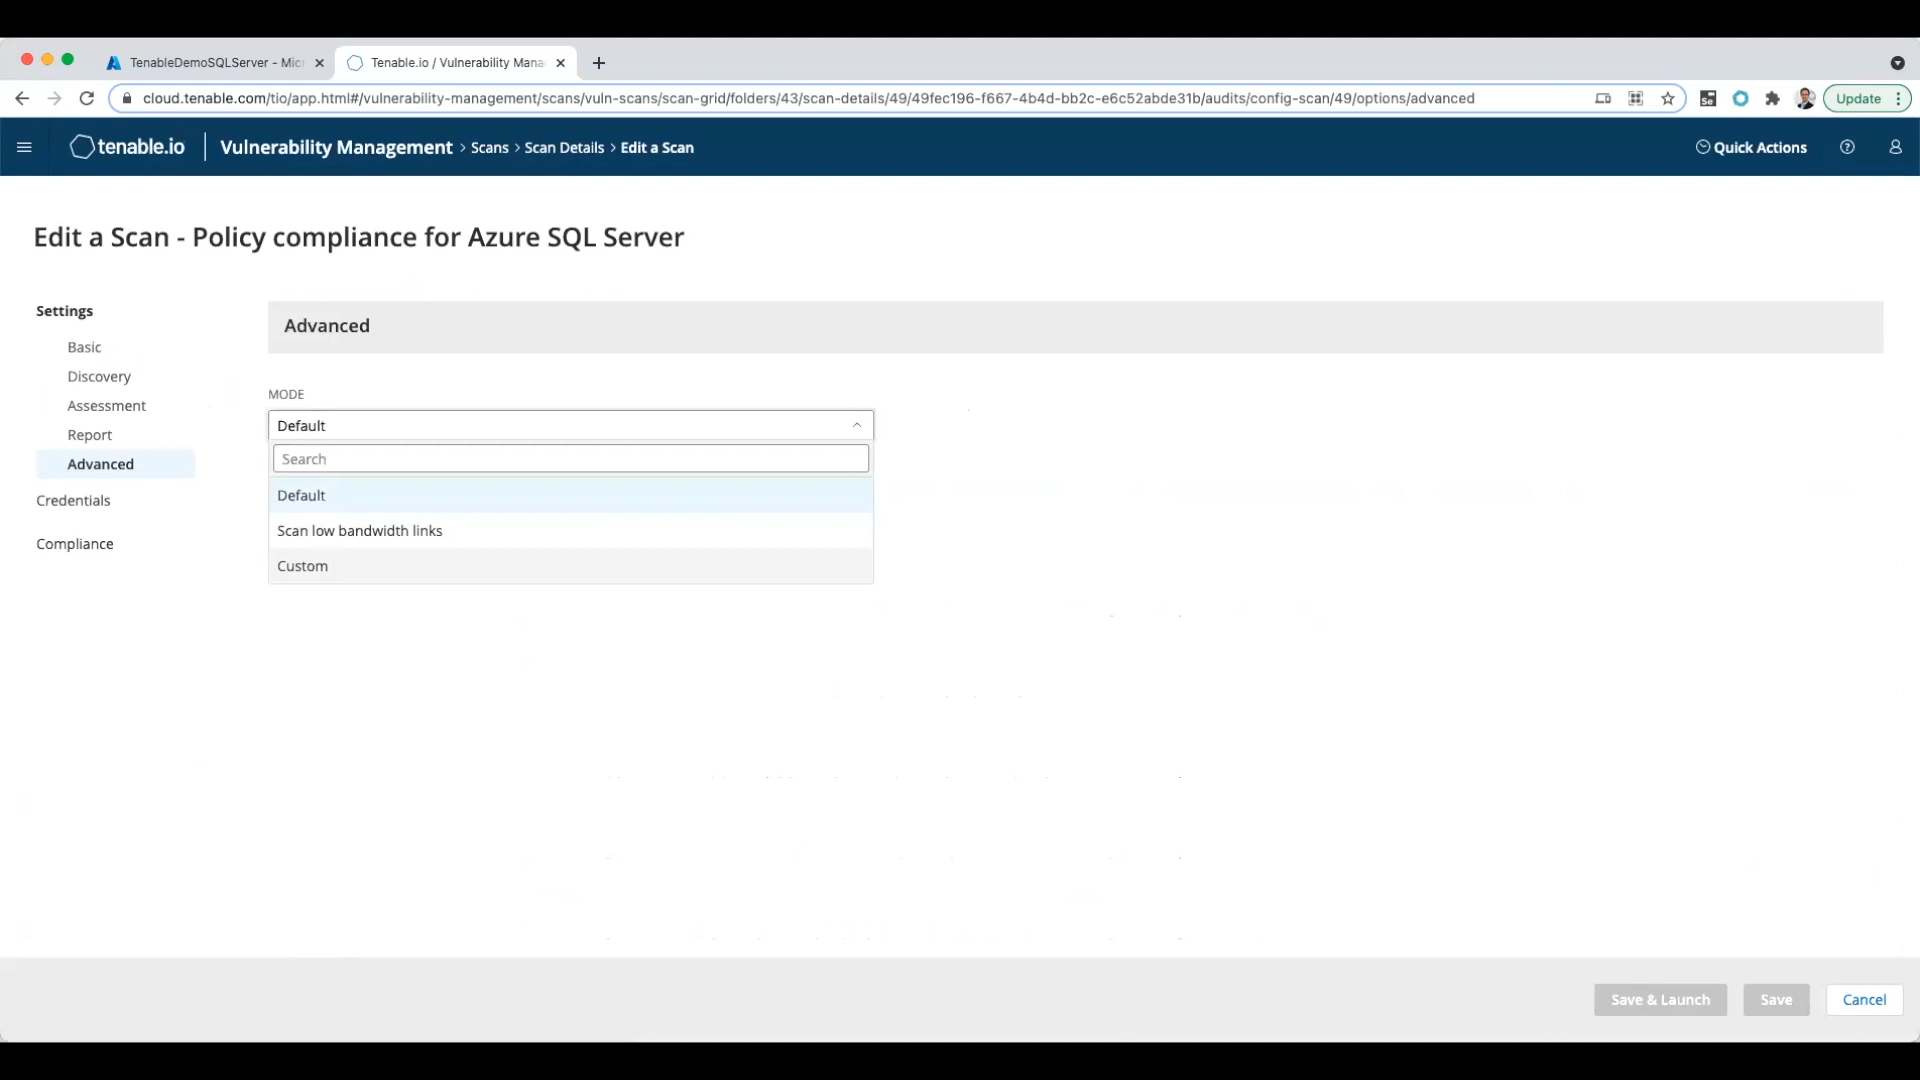 TenableDemoSQLServer - Mic
Tenable.io / Vulnerability Mana
cloud.tenable.com/tio/app.html#/vulnerability-management/scans/vuln-scans/scan-grid/folders/43/scan-details/49/49fec196-f667-4b4d-bb2c-e6c52abde31b/audits/config-scan/49/options/advanced
Se
Update
tenable.io
Vulnerability Management > Scans > Scan Details > Edit a Scan
Quick Actions
Edit a Scan - Policy compliance for Azure SQL Server
Settings
Basic
Discovery
Assessment
Report
Advanced
Credentials
Compliance
Advanced
MODE
Default
Search
Default
Scan low bandwidth links
Custom
Save & Launch
Save
Cancel